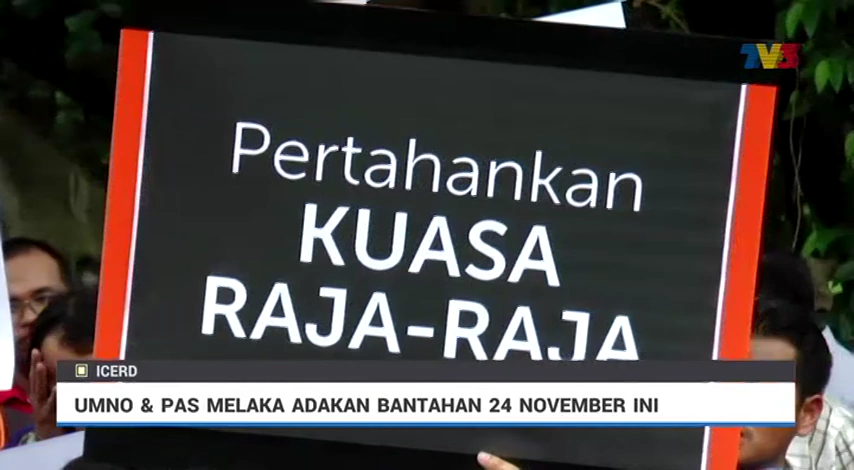 TV3
Pertahankan
KUASA
RAJA-RAJA
ICERD
UMNO & PAS MELAKA ADAKAN BANTAHAN 24 NOVEMBER INI